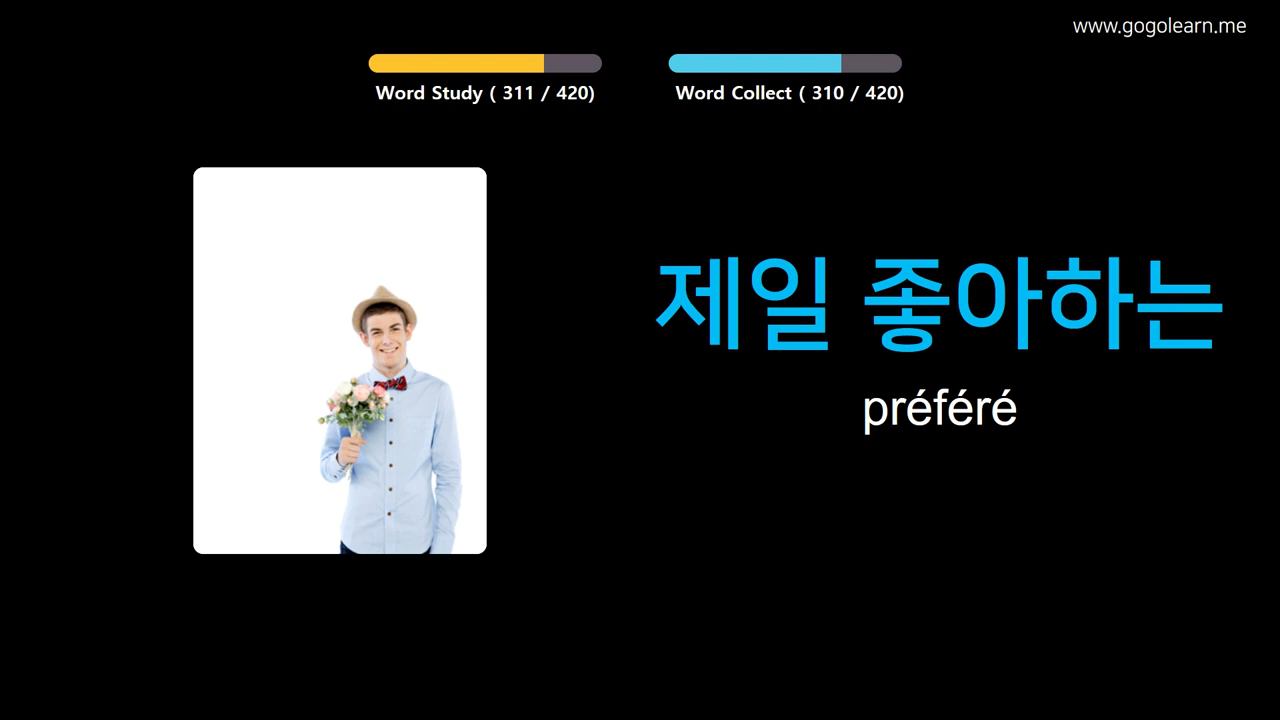 www.gogolearn.me
Word Study ( 311 / 420)
Word Collect ( 310 / 420)
제일 좋아하는
préféré